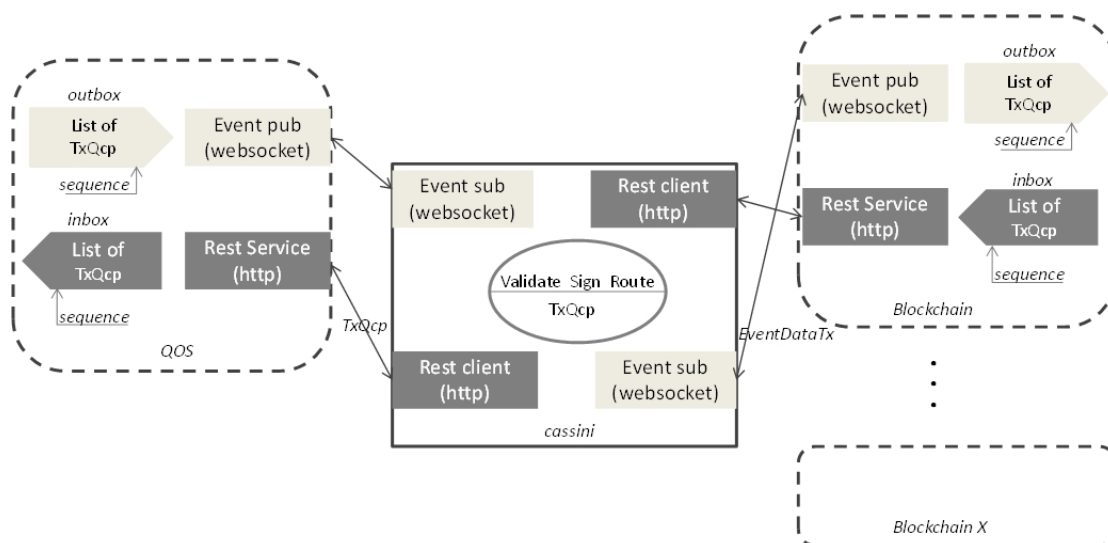 outbox
List of
TxQcp
sequence
Event pub
(websocket)
inbox
List of
TxQcp
sequence
Rest Service
(http)
QOS
TxQcp
Event sub
(websocket)
Rest client
(http)
Validate Sign Route
TxQcp
Rest client
(http)
Event sub
(websocket)
cassini
EventDataTx
outbox
Event pub
(websocket)
List of
TxQcp
sequence
inbox
Rest Service
(http)
List of
TxQcp
sequence
Blockchain
Blockchain X